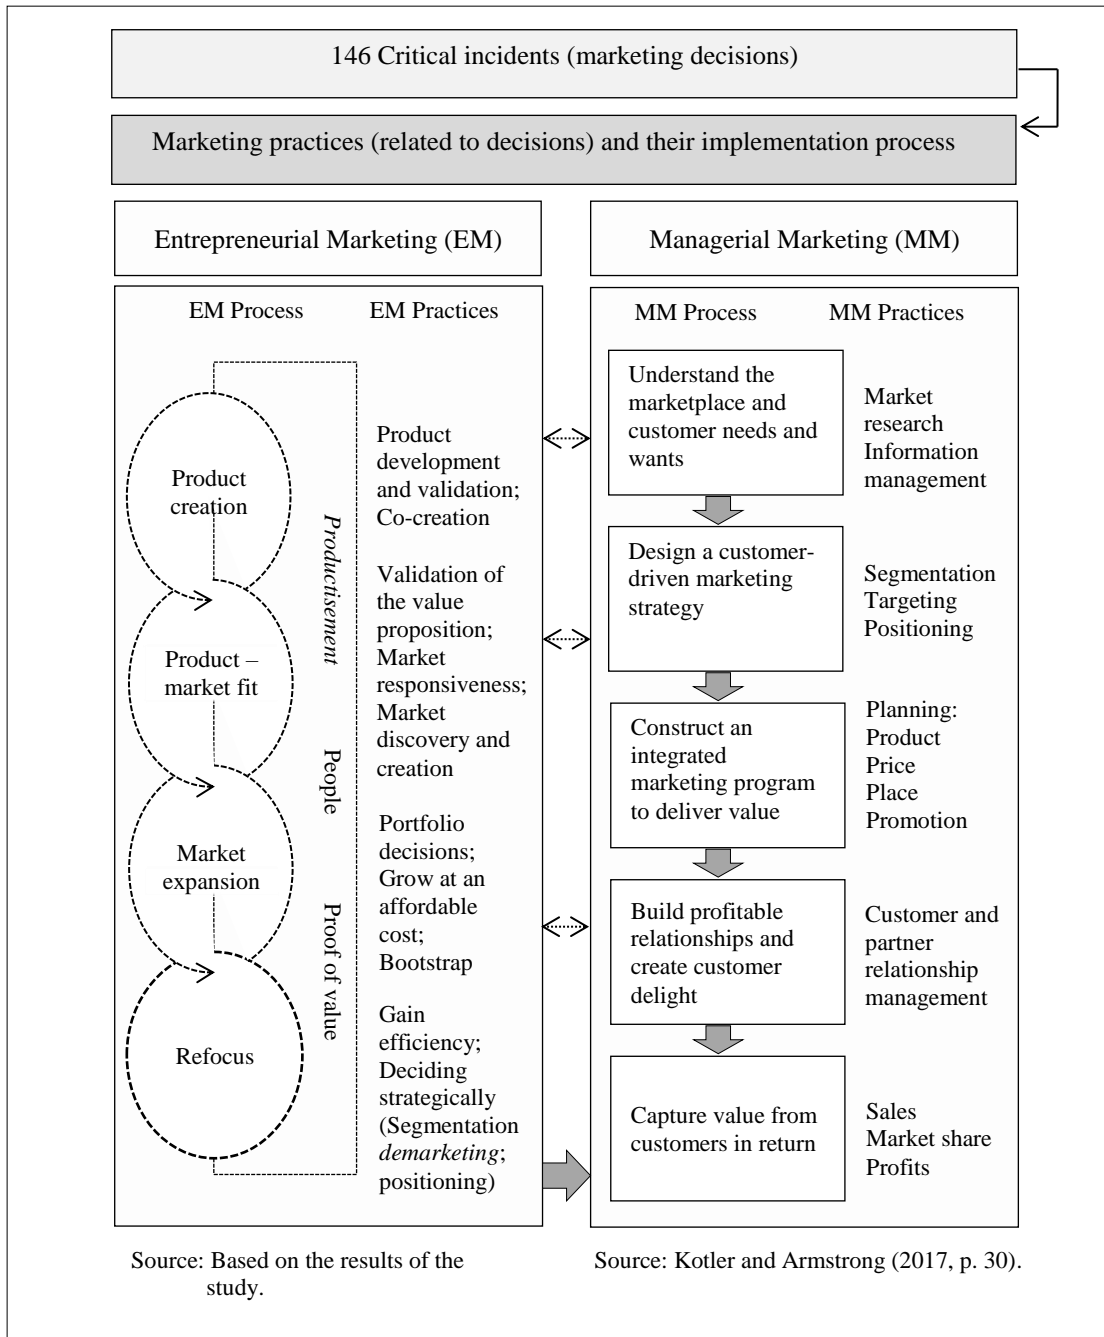 146 Critical incidents (marketing decisions)
Marketing practices (related to decisions) and their implementation process
Entrepreneurial Marketing (EM)
EM Process
EM Practices
Product
creation
Product –
market fit
Market
expansion
Refocus
Productisement
People
Proof of value
Product
development
and validation;
Co-creation
Validation of
the value
proposition;
Market
responsiveness;
Market
discovery and
creation
Portfolio
decisions;
Grow at an
affordable
cost;
Bootstrap
Gain
efficiency;
Deciding
strategically
(Segmentation
demarketing;
positioning)
Source: Based on the results of the
study.
Managerial Marketing (MM)
MM Process
MM Practices
Understand the
marketplace and
customer needs and
wants
Market
research
Information
management
Design a customer-
driven marketing
strategy
Segmentation
Targeting
Positioning
Construct an
integrated
marketing program
to deliver value
Planning:
Product
Price
Place
Promotion
Build profitable
relationships and
create customer
delight
Customer and
partner
relationship
management
Capture value from
customers in return
Sales
Market share
Profits
Source: Kotler and Armstrong (2017, p. 30).